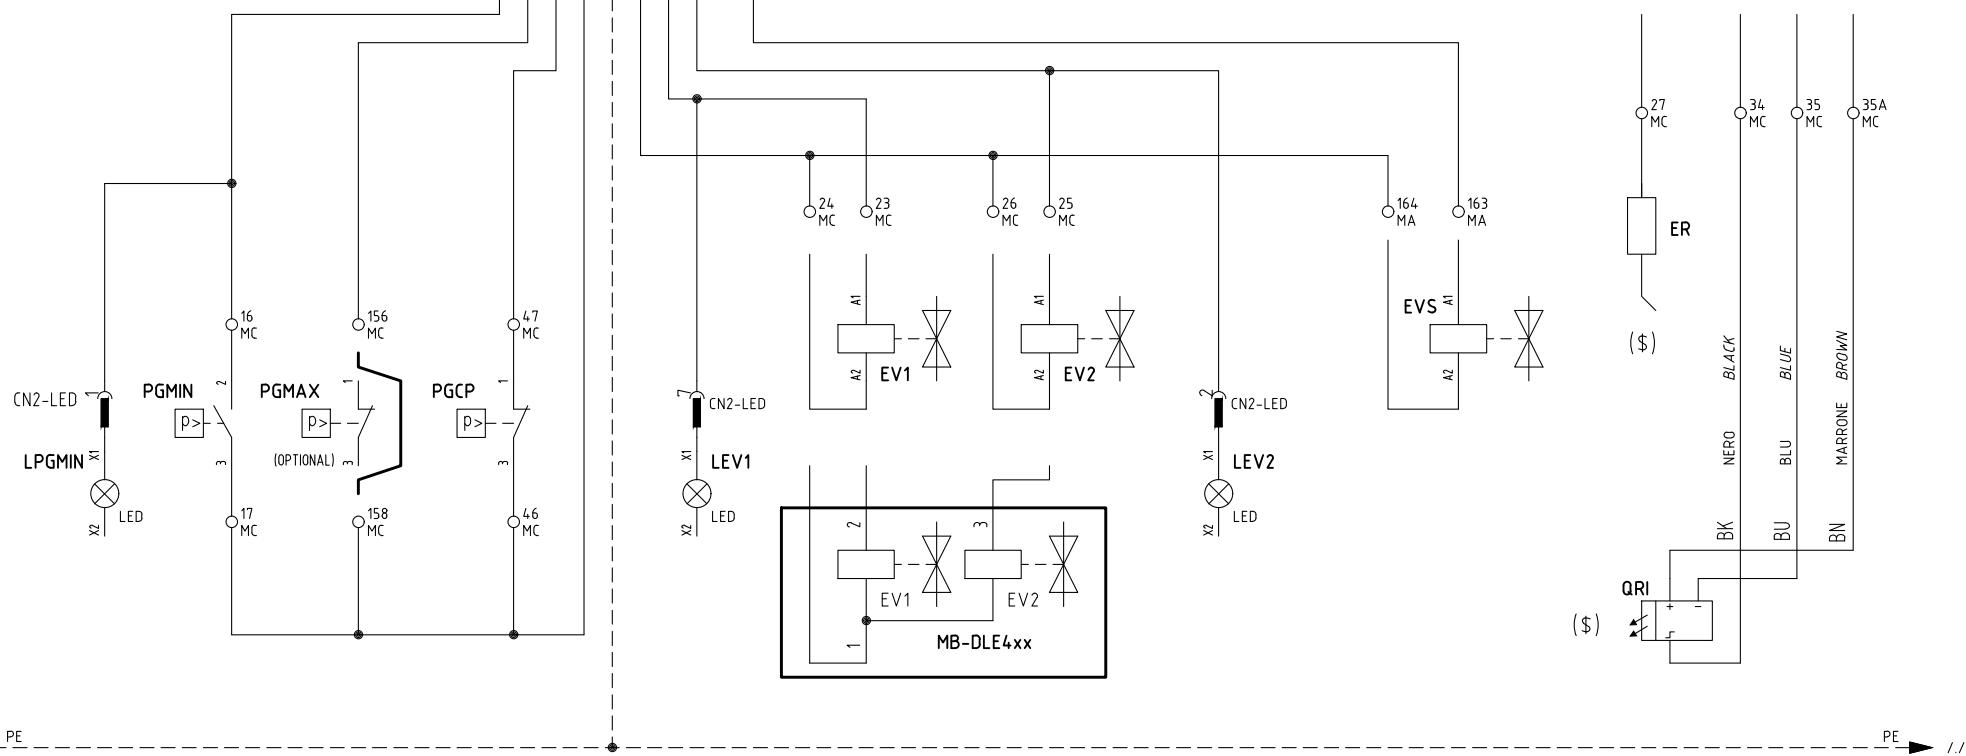 27
MC
34
MC
35
MC
35A
MC
24
MC
23
MC
26
MC
25
MC
164
MA
163
MA
ER
($)
16
MC
156
MC
47
MC
A1
A2
EV1
A1
A2
EV2
EVS
A1
A2
BLACK
BLUE
BROWN
NERO
BLU
MARRONE
BK
BU
BN
CN2-LED
1
PGMIN
2
P>
3
PGMAX
1
P>
(OPTIONAL)
3
PGCP
1
P>
3
7
CN2-LED
2
CN2-LED
LPGMIN
X1
LED
X2
LEV1
X1
LED
X2
LEV2
X1
LED
X2
17
MC
158
MC
46
MC
2
3
EV1
EV2
1
MB-DLE4xx
QRI
+
-
($)
PE
PE
/./